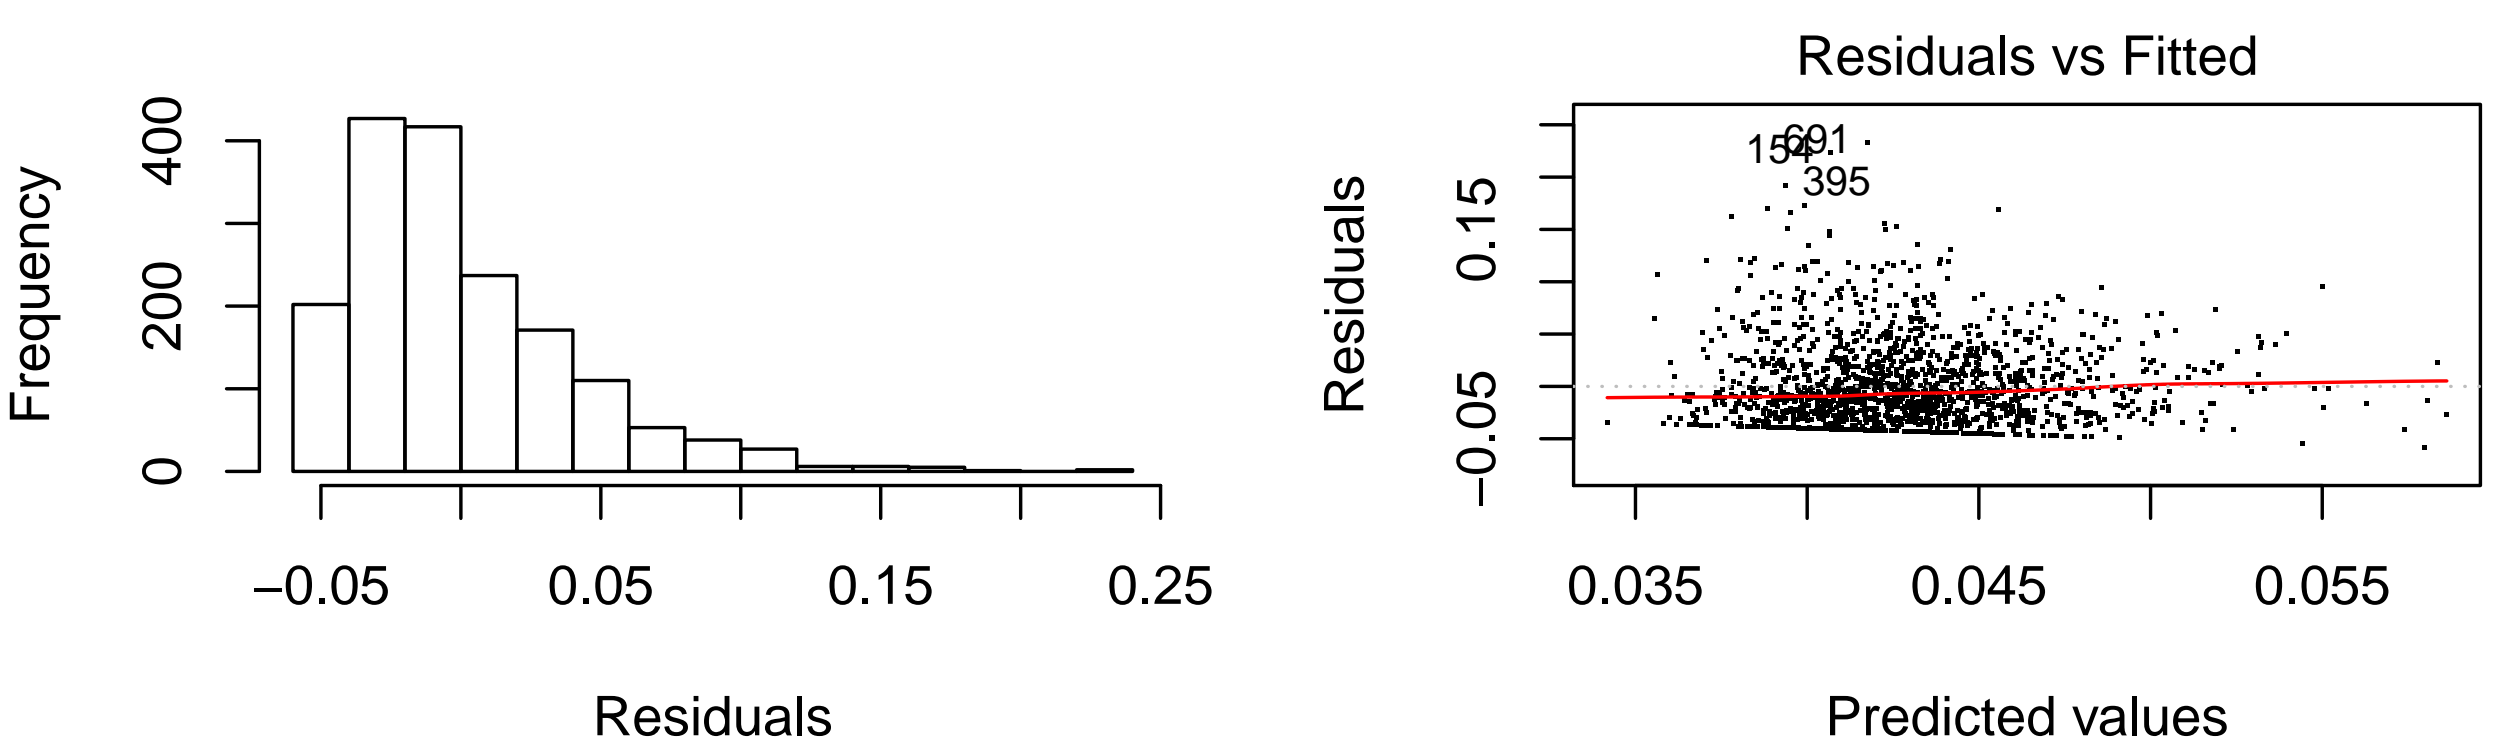 Frequency
0 200 400
−0.05 0.05 0.15 0.25
Residuals
Residuals vs Fitted
Residuals
−0.05 0.05 0.15
691
154
395
0.035 0.045 0.055
Predicted values